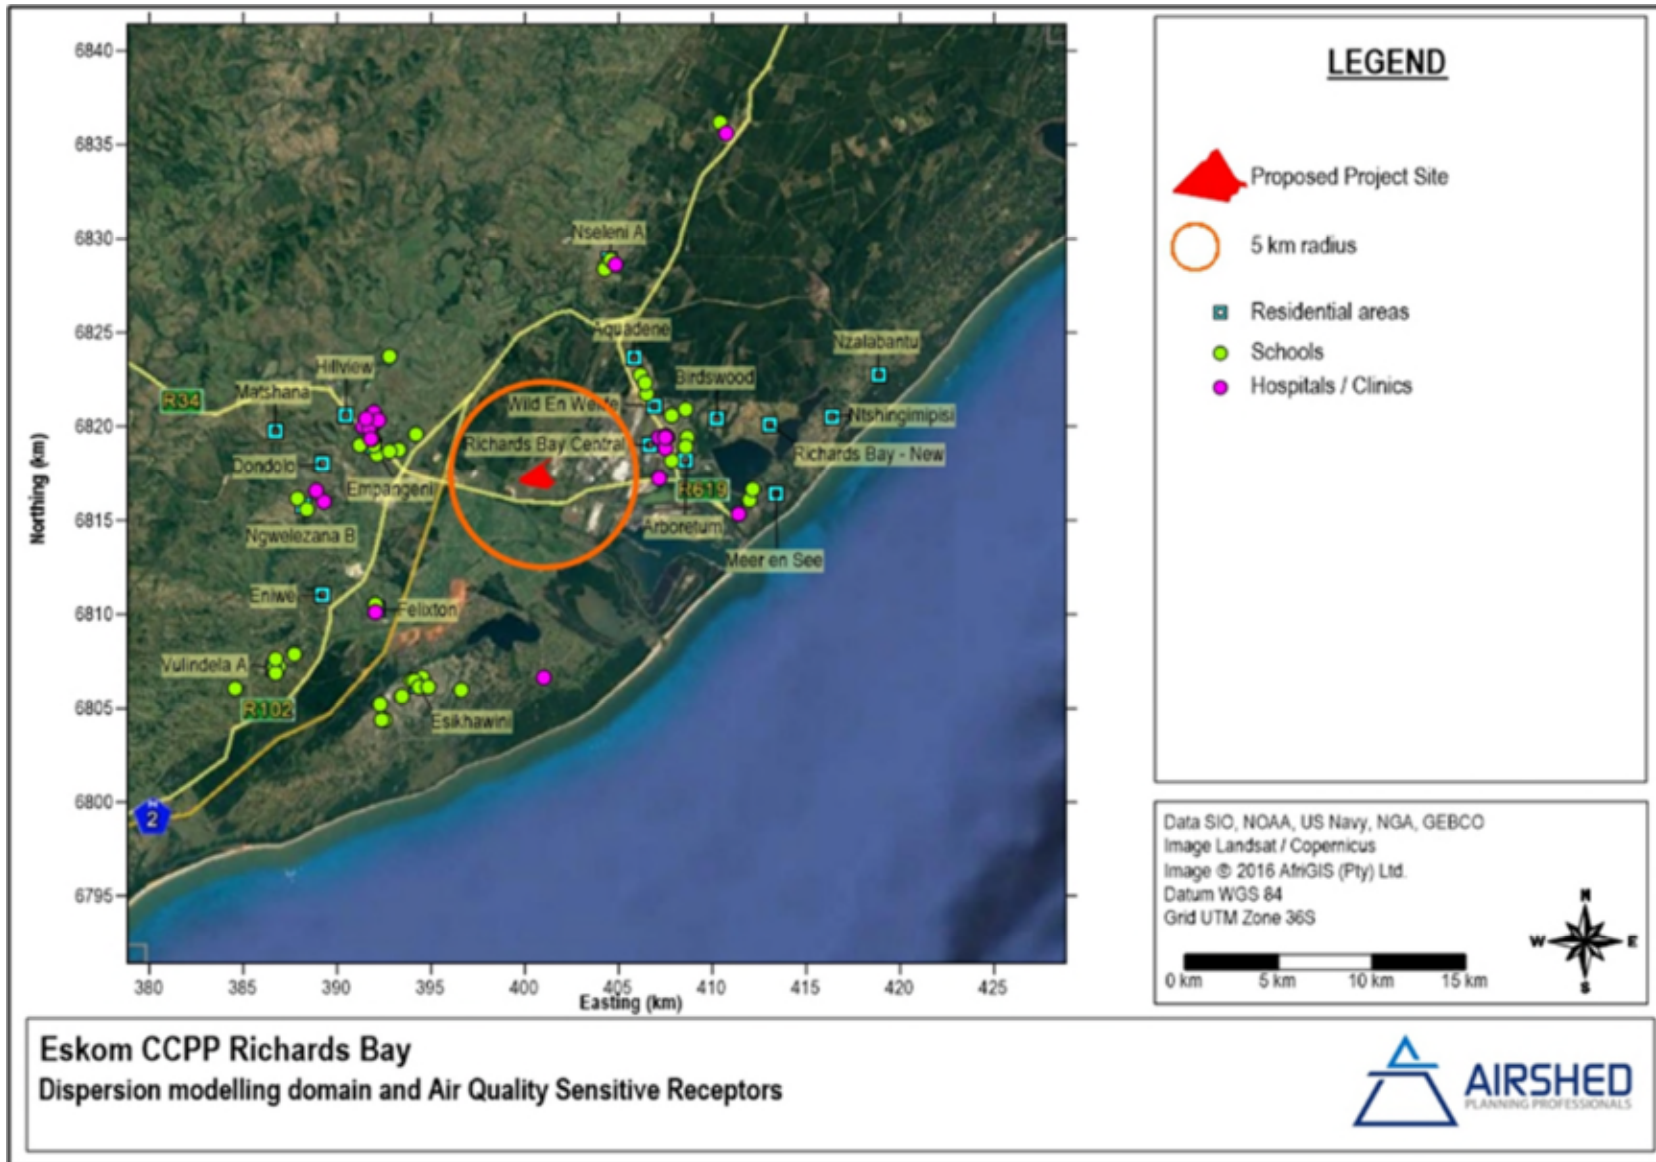 6840
6835
6830
6825
6820
6815
6810
6805
6800
6795
Northing (km)
380
385
390
395
400
405
410
415
420
425
Easting (km)
Nseleni A
Aquadene
Nzalabantu
Hillview
Matshana
Birdswood
R34
Wild En Weide
Ntshingimipisi
Richards Bay Central
Richards Bay - New
Dondolo
Empangeni
R619
Arboretum
Ngwelezana B
Meer en See
Eniwe
Felixton
Vulindela A
R102
Esikhawini
N
2
LEGEND
Proposed Project Site
5 km radius
Residential areas
Schools
Hospitals / Clinics
Data SIO, NOAA, US Navy, NGA, GEBCO
Image Landsat / Copernicus
Image © 2016 AfriGIS (Pty) Ltd.
Datum WGS 84
Grid UTM Zone 36S
N
W E
S
0 km 5 km 10 km 15 km
Eskom CCPP Richards Bay
Dispersion modelling domain and Air Quality Sensitive Receptors
AIRSHED
PLANNING PROFESSIONALS